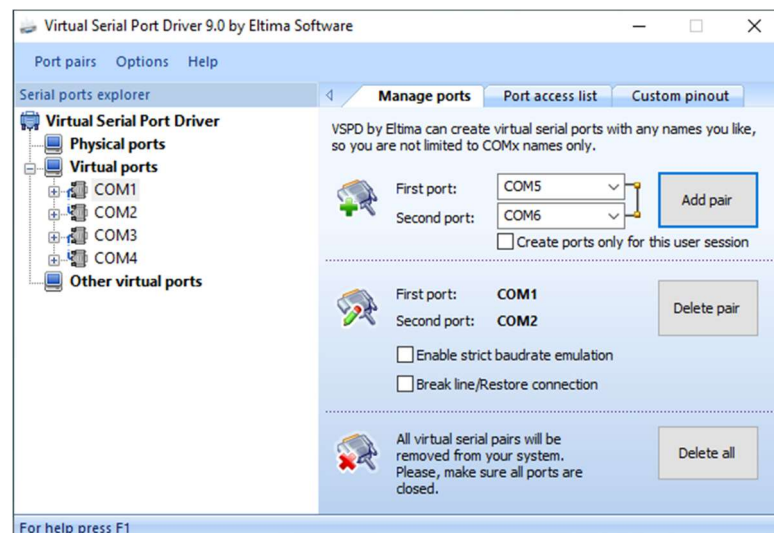 Virtual Serial Port Driver 9.0 by Eltima Software
Port pairs Options Help
Serial ports explorer
Virtual Serial Port Driver
Physical ports
Virtual ports
COM1
COM2
COM3
COM4
Other virtual ports
Manage ports Port access list Custom pinout
VSPD by Eltima can create virtual serial ports with any names you like,
so you are not limited to COMx names only.
First port: COM5
Second port: COM6
Add pair
Create ports only for this user session
First port: COM1
Second port: COM2
Delete pair
Enable strict baudrate emulation
Break line/Restore connection
All virtual serial pairs will be
removed from your system.
Please, make sure all ports are
closed.
Delete all
For help press F1